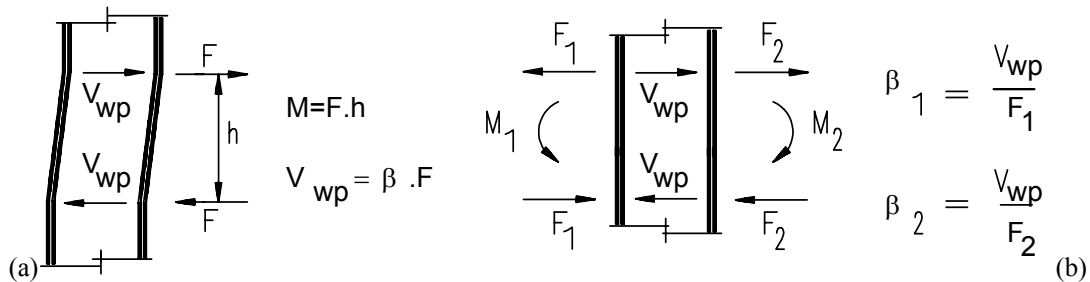 F
V_wp
M=F.h
h
V_wp
V_wp = β .F
F
(a)
F_1
F_2
V_wp
M_1
M_2
V_wp
F_1
F_2
β_1 = V_wp / F_1
β_2 = V_wp / F_2
(b)